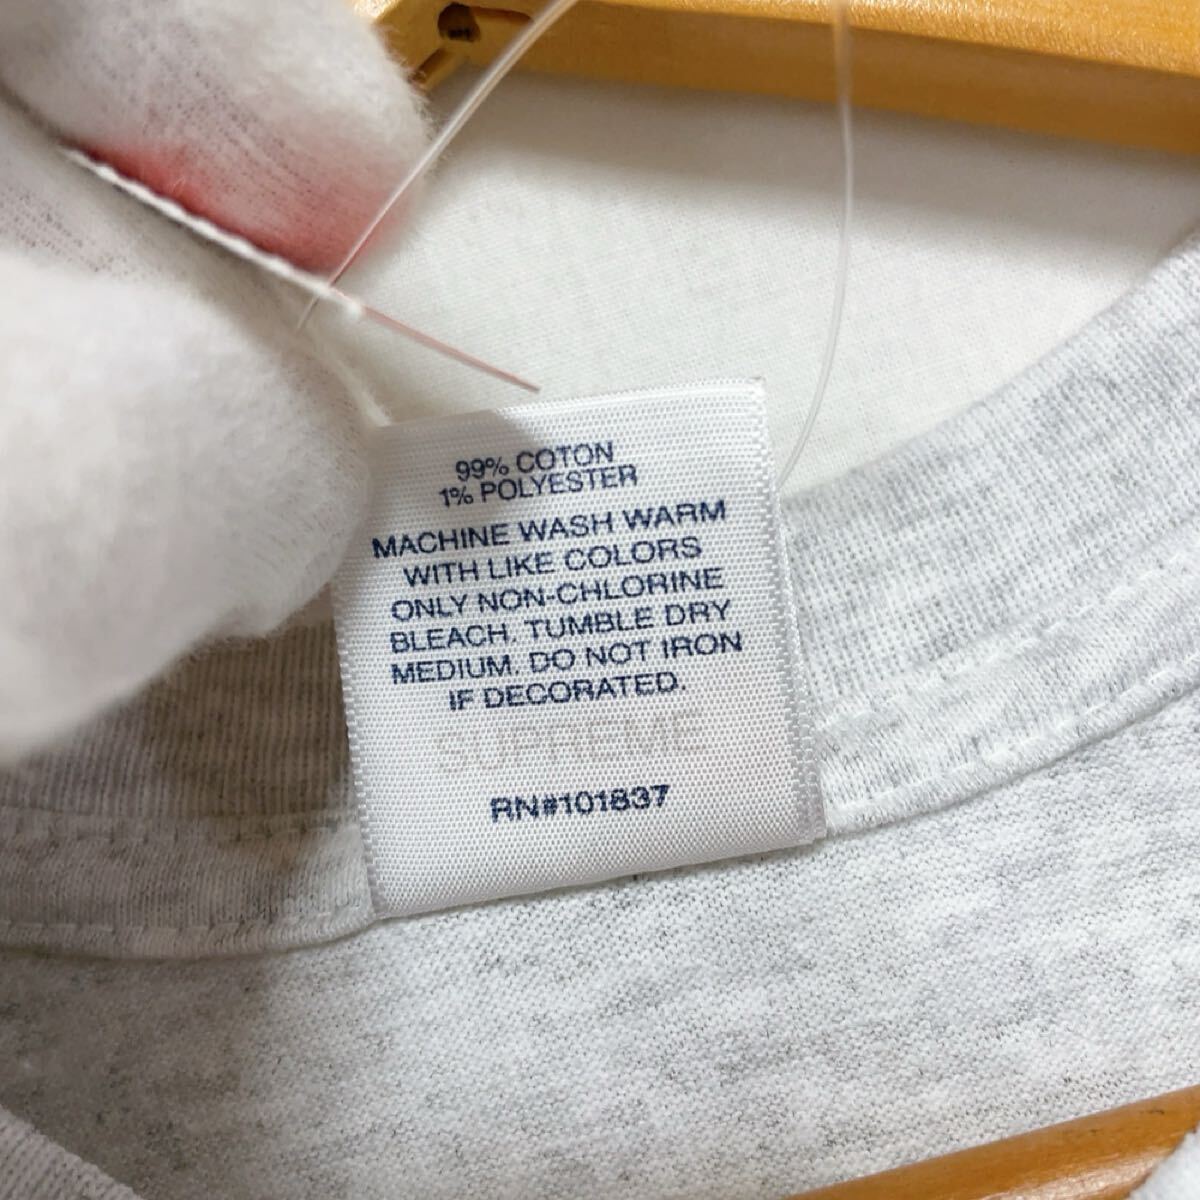 99% COTON
1% POLYESTER
MACHINE WASH WARM
WITH LIKE COLORS
ONLY NON-CHLORINE
BLEACH. TUMBLE DRY
MEDIUM. DO NOT IRON
IF DECORATED.
SUPREME
RN#101837